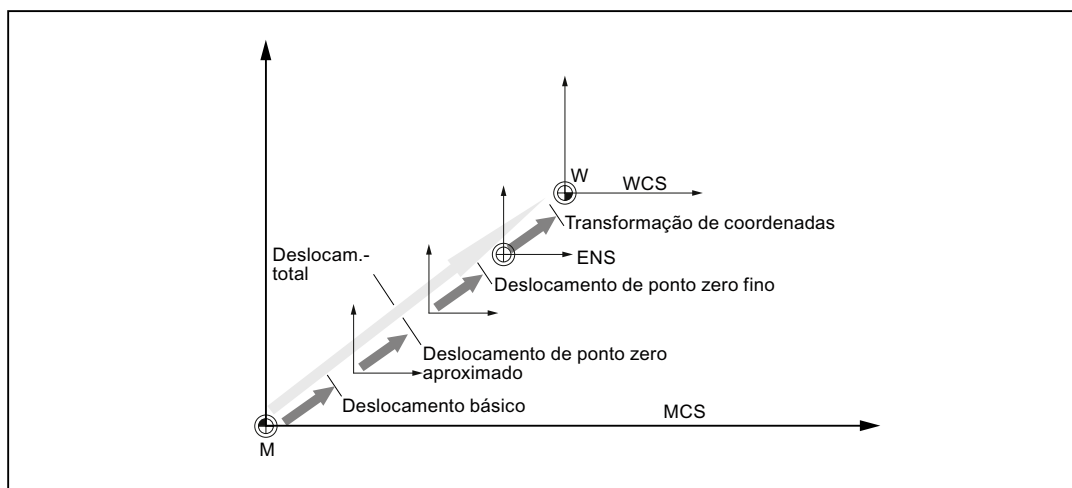 W
WCS
Transformação de coordenadas
Deslocam.-
total
ENS
Deslocamento de ponto zero fino
Deslocamento de ponto zero
aproximado
Deslocamento básico
MCS
M